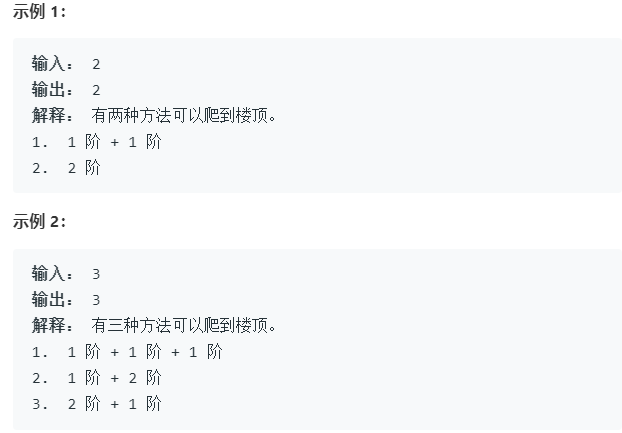 示例 1：
输入： 2
输出： 2
解释： 有两种方法可以爬到楼顶。
1.  1 阶 + 1 阶
2.  2 阶
示例 2：
输入： 3
输出： 3
解释： 有三种方法可以爬到楼顶。
1.  1 阶 + 1 阶 + 1 阶
2.  1 阶 + 2 阶
3.  2 阶 + 1 阶